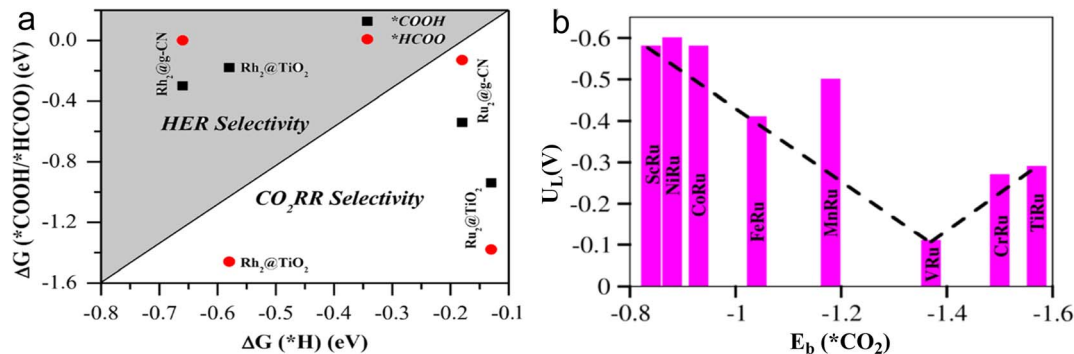 a
ΔG (*COOH/*HCOO) (eV)
0.0
-0.4
-0.8
-1.2
-1.6
*COOH
*HCOO
Rh₂@g-CN
Rh₂@TiO₂
Ru₂@g-CN
HER Selectivity
CO₂RR Selectivity
Ru₂@TiO₂
Rh₂@TiO₂
-0.8 -0.7 -0.6 -0.5 -0.4 -0.3 -0.2 -0.1
ΔG (*H) (eV)
b
U_L(V)
-0.6
-0.5
-0.4
-0.3
-0.2
-0.1
0
ScRu
NiRu
CoRu
FeRu
MnRu
VRu
CrRu
TiRu
-0.8 -1 -1.2 -1.4 -1.6
E_b (*CO₂)